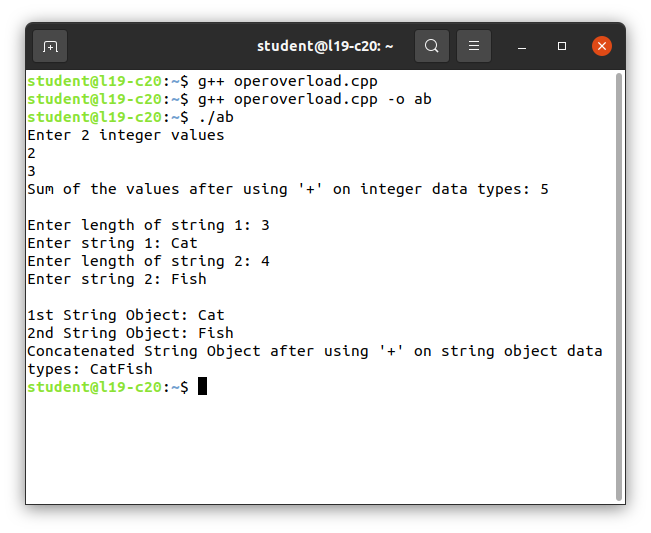 student@l19-c20: ~
student@l19-c20:~$ g++ operoverload.cpp
student@l19-c20:~$ g++ operoverload.cpp -o ab
student@l19-c20:~$ ./ab
Enter 2 integer values
2
3
Sum of the values after using '+' on integer data types: 5
Enter length of string 1: 3
Enter string 1: Cat
Enter length of string 2: 4
Enter string 2: Fish
1st String Object: Cat
2nd String Object: Fish
Concatenated String Object after using '+' on string object data
types: CatFish
student@l19-c20:~$